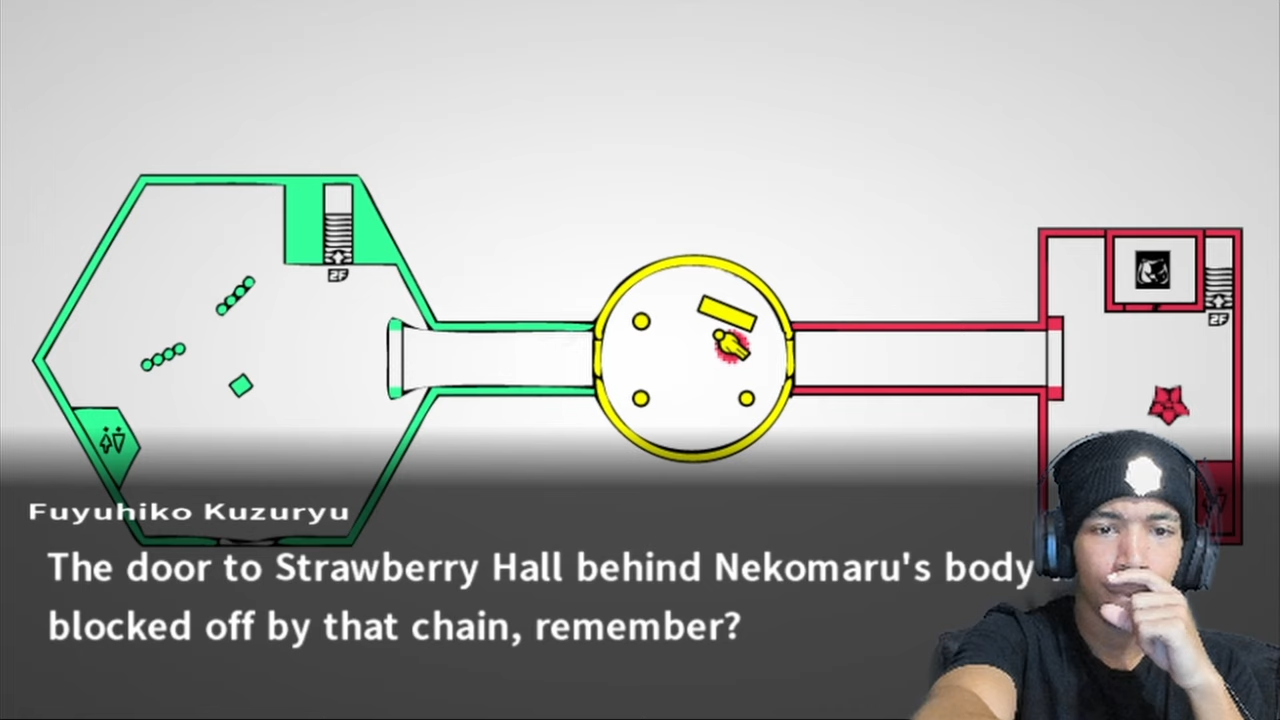 2F
2F
Fuyuhiko Kuzuryu
The door to Strawberry Hall behind Nekomaru's body
blocked off by that chain, remember?